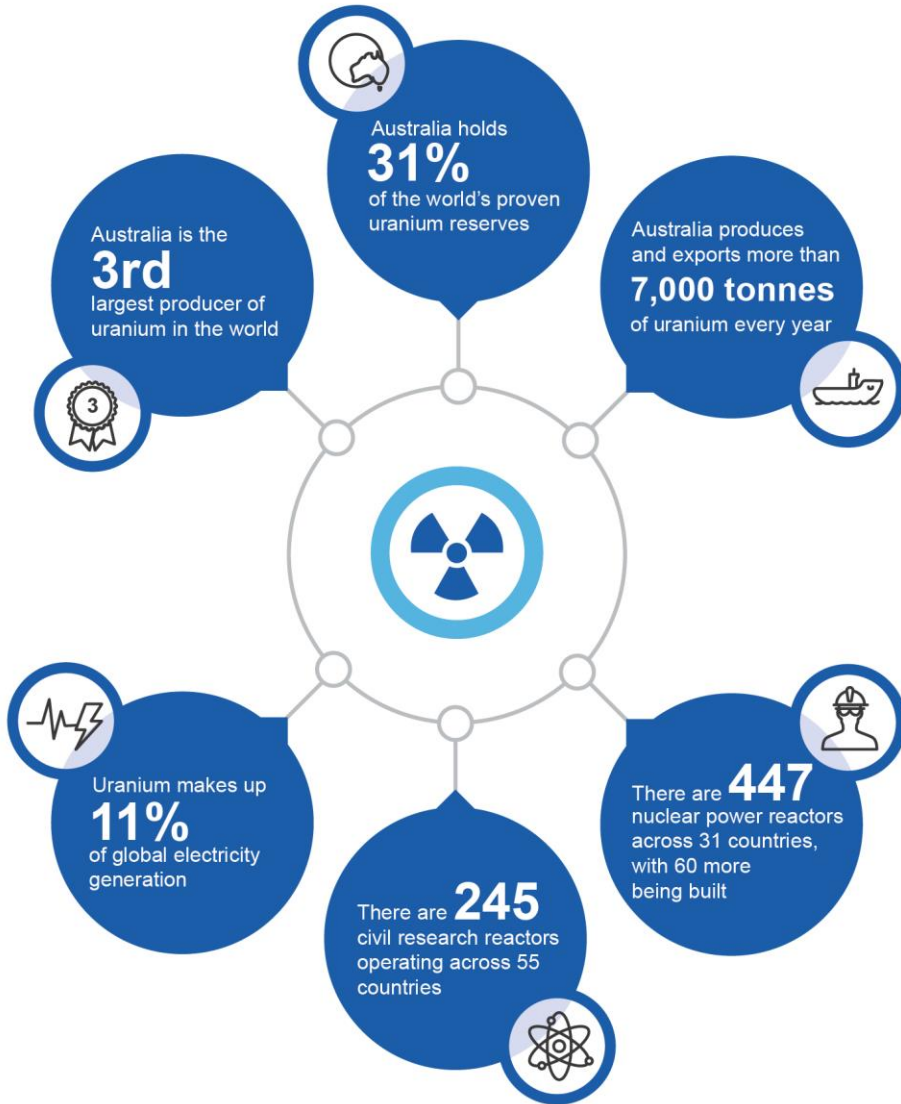 Australia holds
31%
of the world's proven
uranium reserves
Australia produces
and exports more than
7,000 tonnes
of uranium every year
There are 447
nuclear power reactors
across 31 countries,
with 60 more
being built
There are 245
civil research reactors
operating across 55
countries
Uranium makes up
11%
of global electricity
generation
Australia is the
3rd
largest producer of
uranium in the world
3